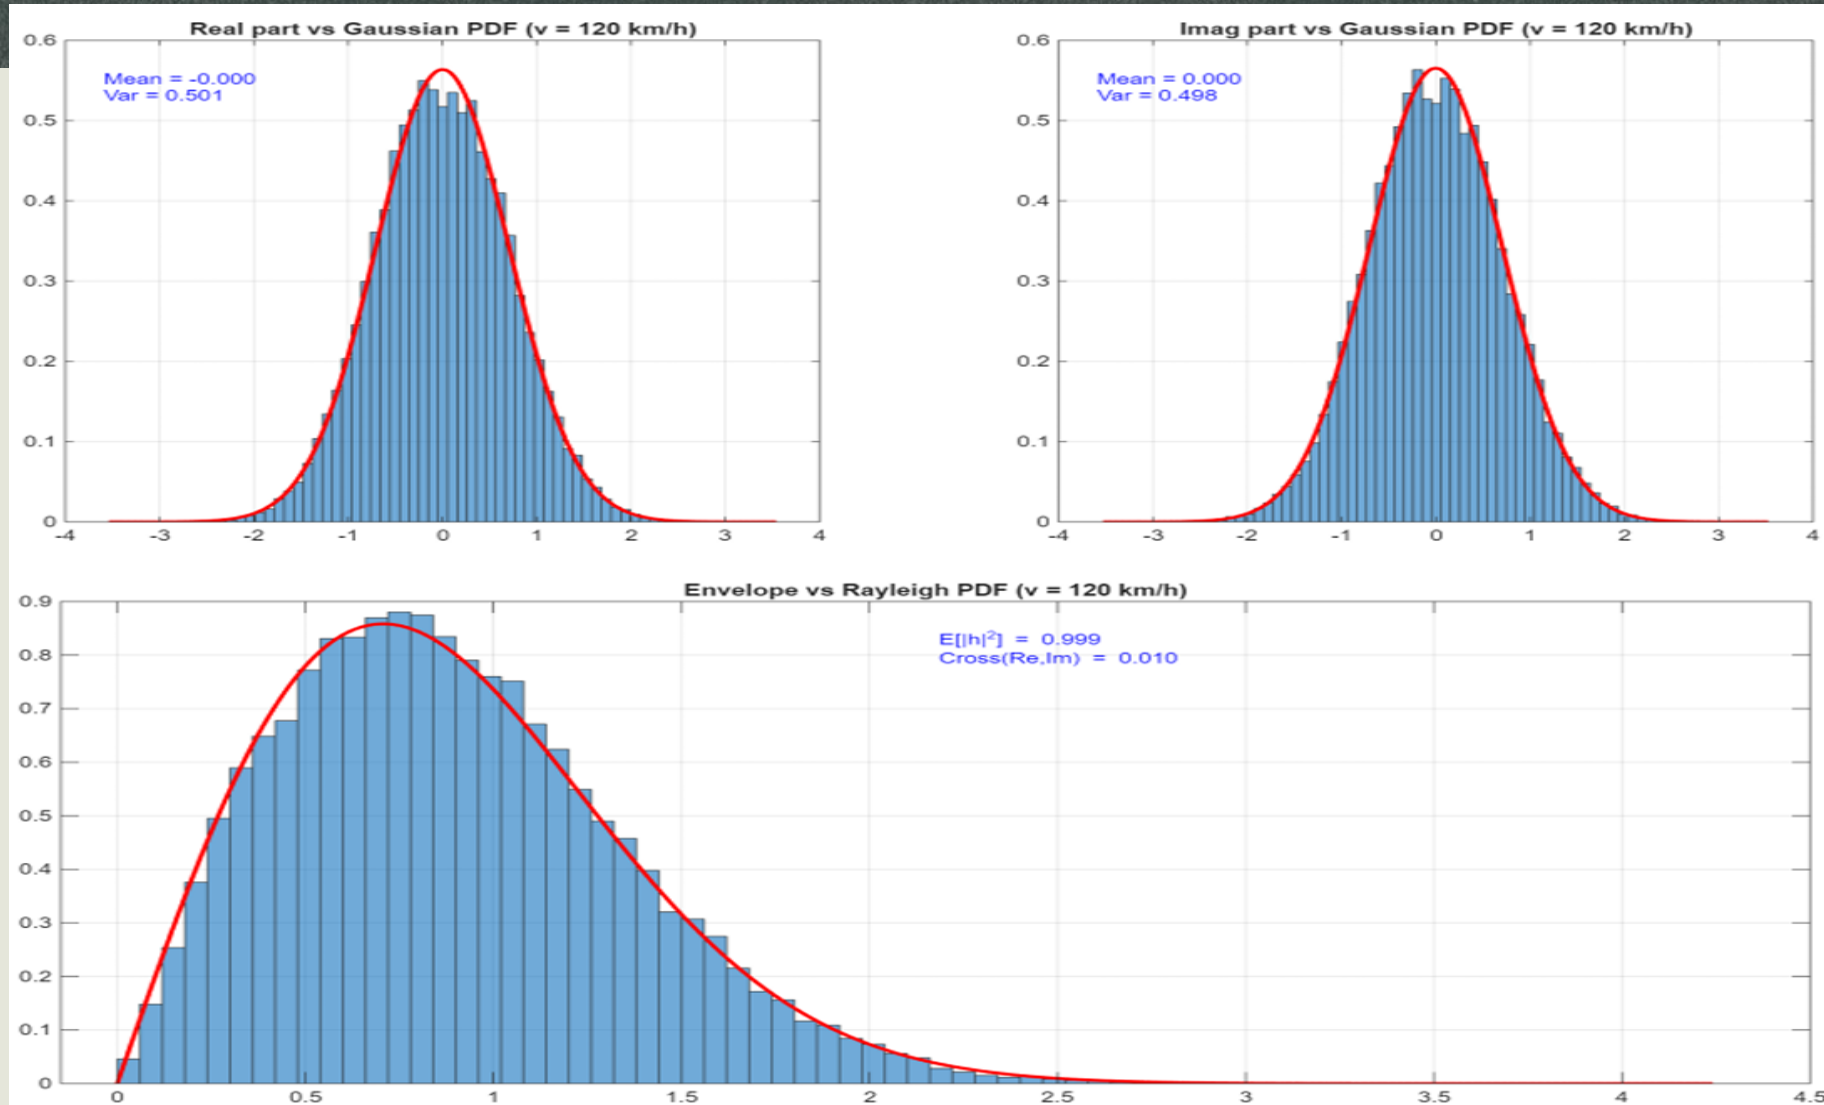 Real part vs Gaussian PDF (v = 120 km/h)
Mean = -0.000
Var = 0.501
0.6
0.5
0.4
0.3
0.2
0.1
0
-4 -3 -2 -1 0 1 2 3 4
Imag part vs Gaussian PDF (v = 120 km/h)
Mean = 0.000
Var = 0.498
0.6
0.5
0.4
0.3
0.2
0.1
0
-4 -3 -2 -1 0 1 2 3 4
Envelope vs Rayleigh PDF (v = 120 km/h)
E[|h|²] = 0.999
Cross(Re,Im) = 0.010
0.9
0.8
0.7
0.6
0.5
0.4
0.3
0.2
0.1
0
0 0.5 1 1.5 2 2.5 3 3.5 4 4.5